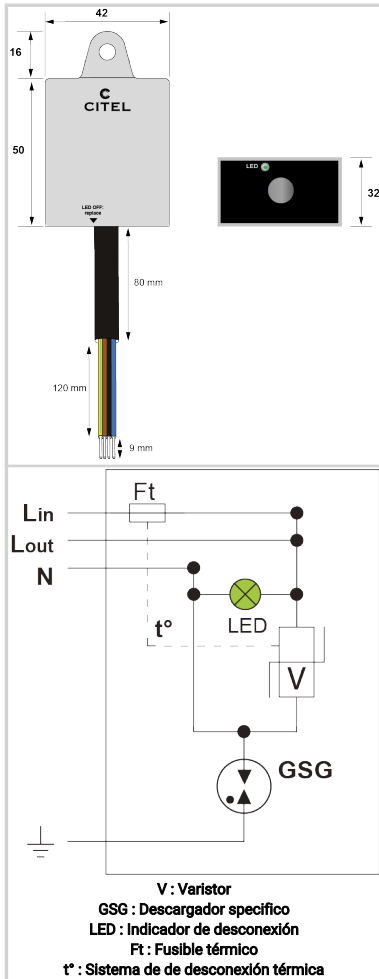 42
16
C
CITEL
50
LED
LED OFF:
replace
32
80 mm
120 mm
9 mm
Ft
Lin
Lout
N
LED
t°
V
GSG
V : Varistor
GSG : Descargador specifico
LED : Indicador de desconexión
Ft : Fusible térmico
t° : Sistema de de desconexión térmica